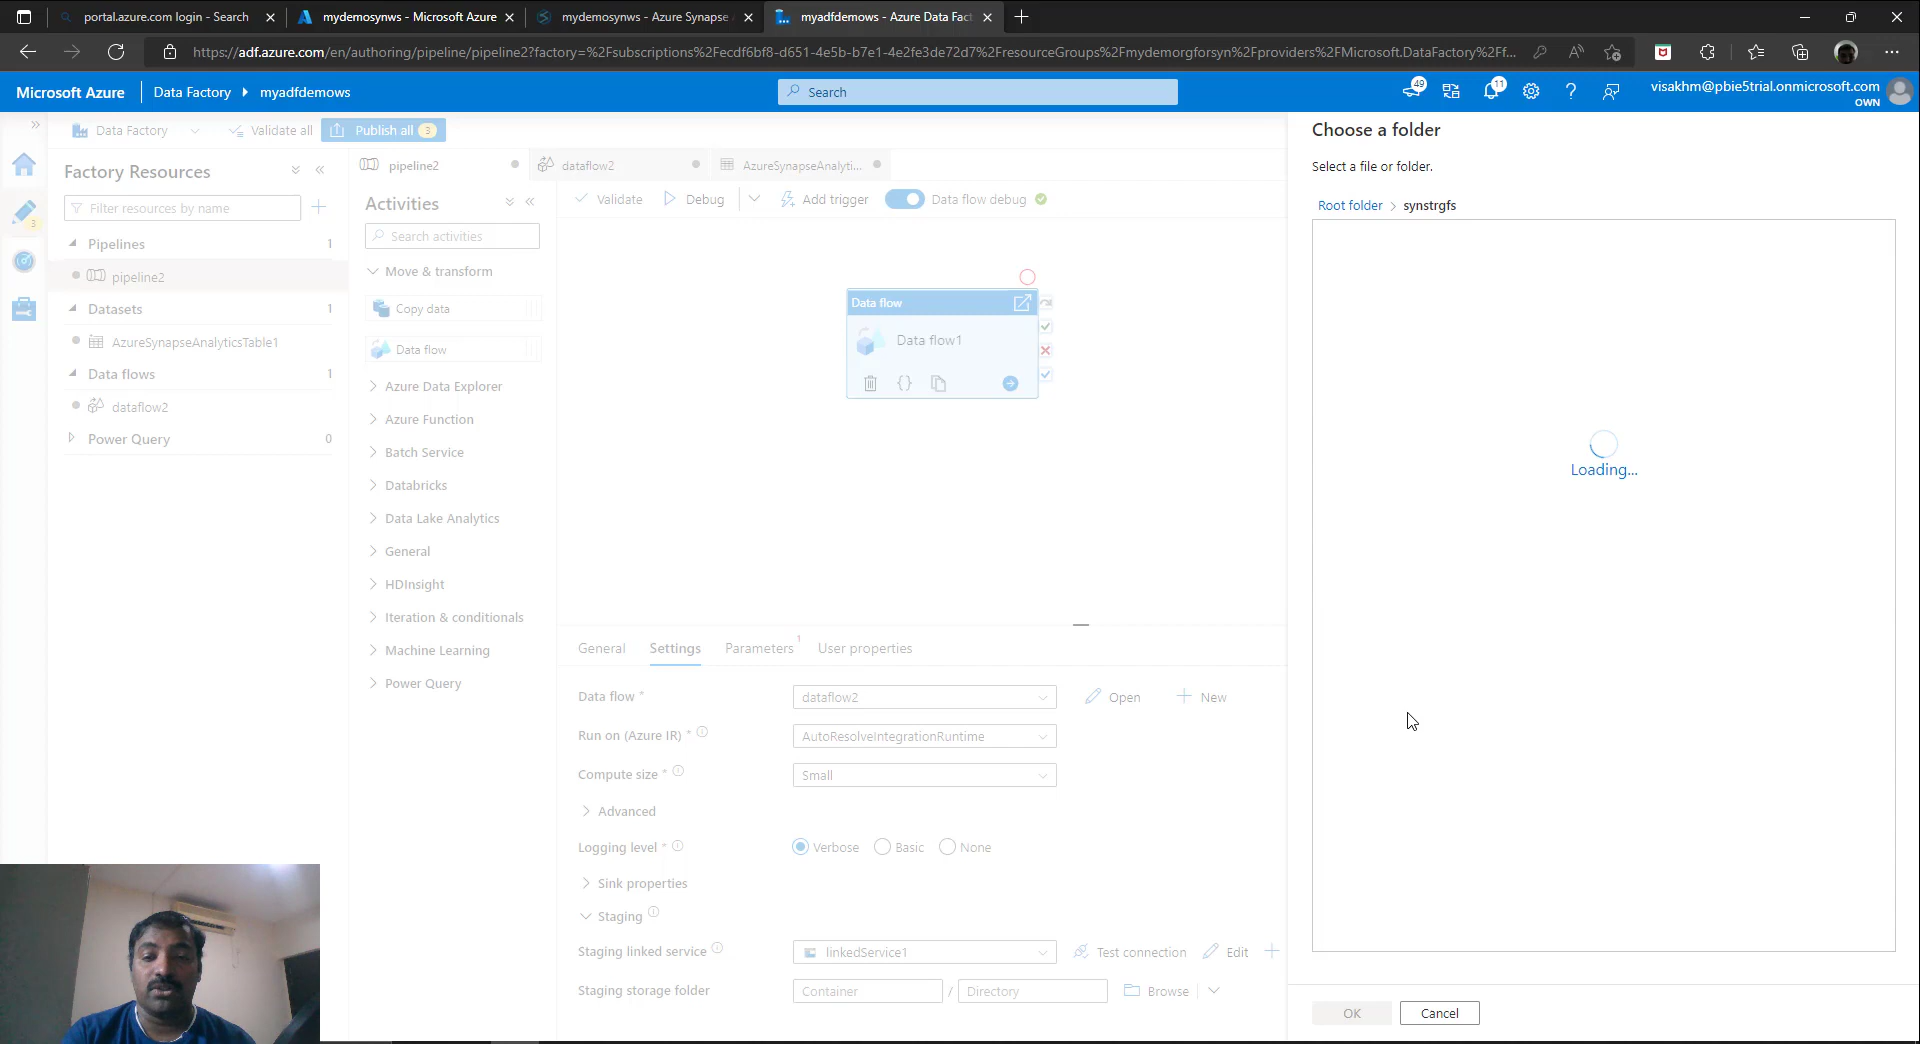 portal.azure.com login - Search
mydemosynws - Microsoft Azure
mydemosynws - Azure Synapse
myadfdemows - Azure Data Fact
https://adf.azure.com/en/authoring/pipeline/pipeline2?factory=%2Fsubscriptions%2Fecdf6bf8-d651-4e5b-b7e1-4e2fe3de72d7%2FresourceGroups%2Fmydemorgforsyn%2Fproviders%2FMicrosoft.DataFactory%2Ff...
Microsoft Azure
Data Factory
myadfdemows
Search
49
11
visakhm@pbie5trial.onmicrosoft.com
OWN
Data Factory
Validate all
Publish all 3
Factory Resources
Filter resources by name
3
Pipelines 1
pipeline2
Datasets 1
AzureSynapseAnalyticsTable1
Data flows 1
dataflow2
Power Query 0
pipeline2
dataflow2
AzureSynapseAnalyti...
Activities
Search activities
Move & transform
Copy data
Data flow
Azure Data Explorer
Azure Function
Batch Service
Databricks
Data Lake Analytics
General
HDInsight
Iteration & conditionals
Machine Learning
Power Query
Validate
Debug
Add trigger
Data flow debug
Data flow
Data flow1
{}
General
Settings
Parameters 1
User properties
Data flow *
dataflow2
Open
New
Run on (Azure IR) *
AutoResolveIntegrationRuntime
Compute size *
Small
Advanced
Logging level *
Verbose
Basic
None
Sink properties
Staging
Staging linked service
linkedService1
Test connection
Edit
Staging storage folder
Container
/
Directory
Browse
Choose a folder
Select a file or folder.
Root folder > synstrgfs
Loading...
OK
Cancel